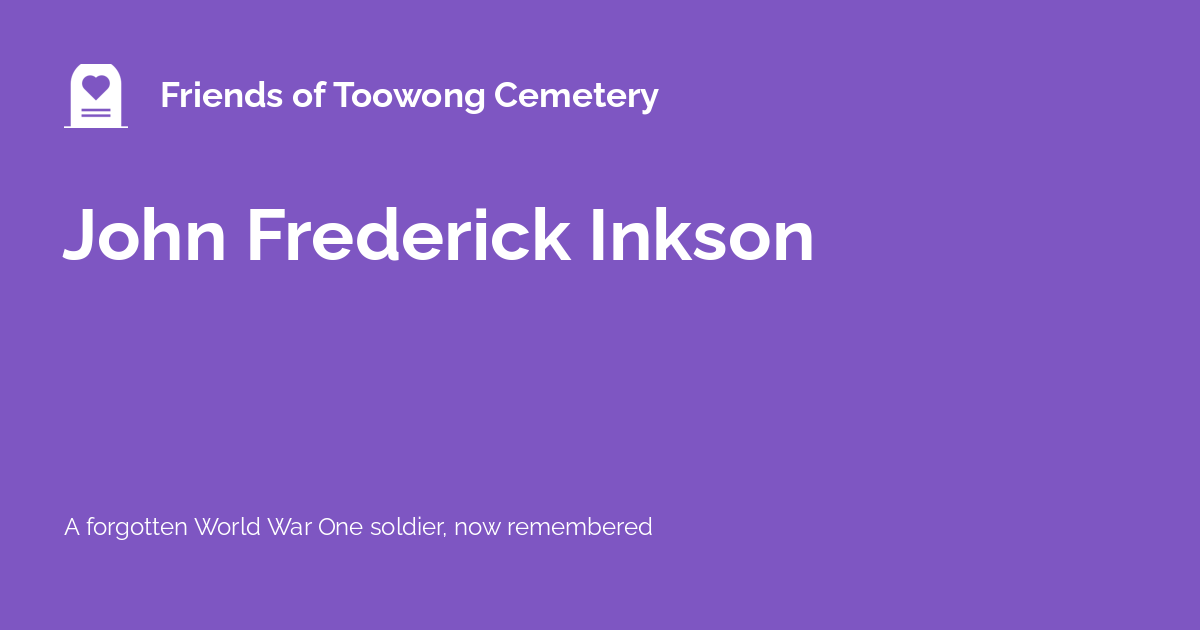 Friends of Toowong Cemetery
John Frederick Inkson
A forgotten World War One soldier, now remembered